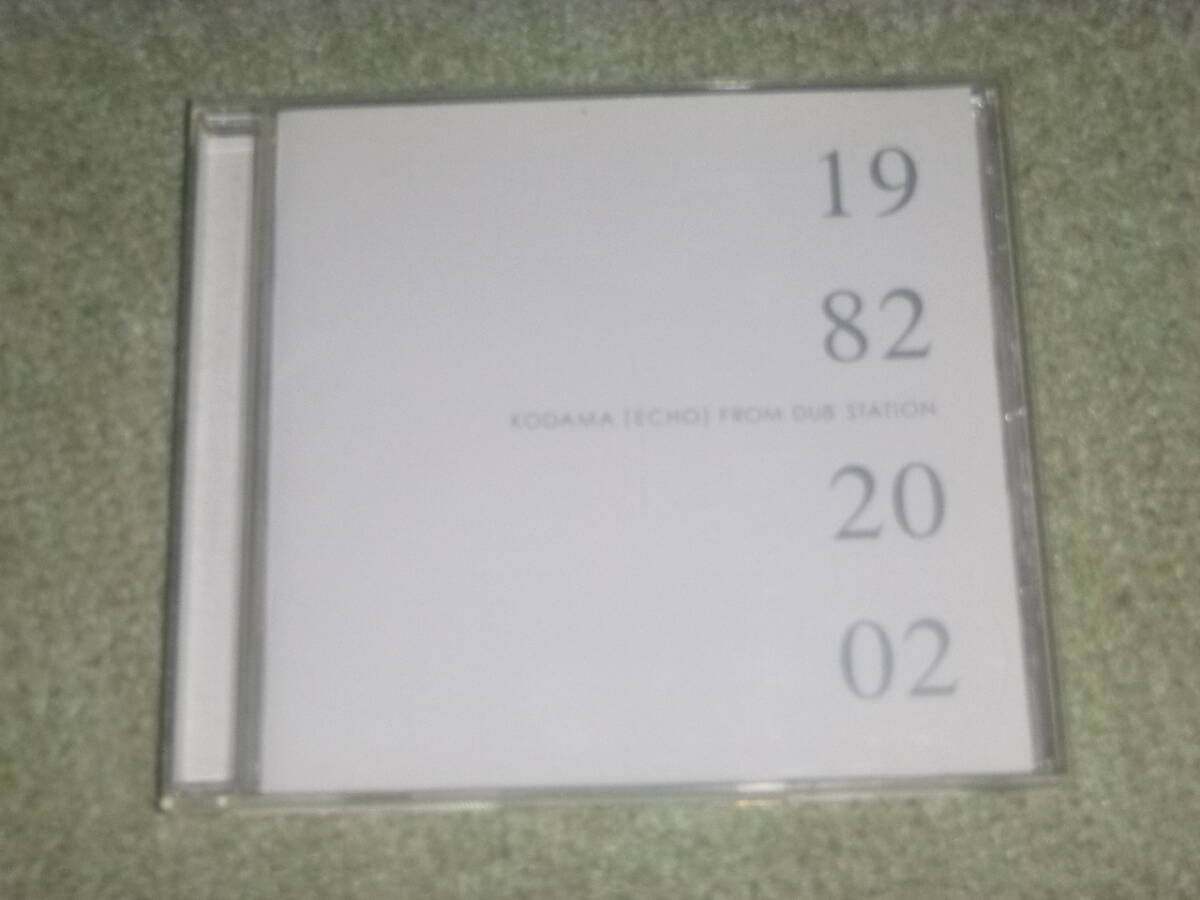 19
82
KODAMA [ECHO] FROM DUB STATION
20
02